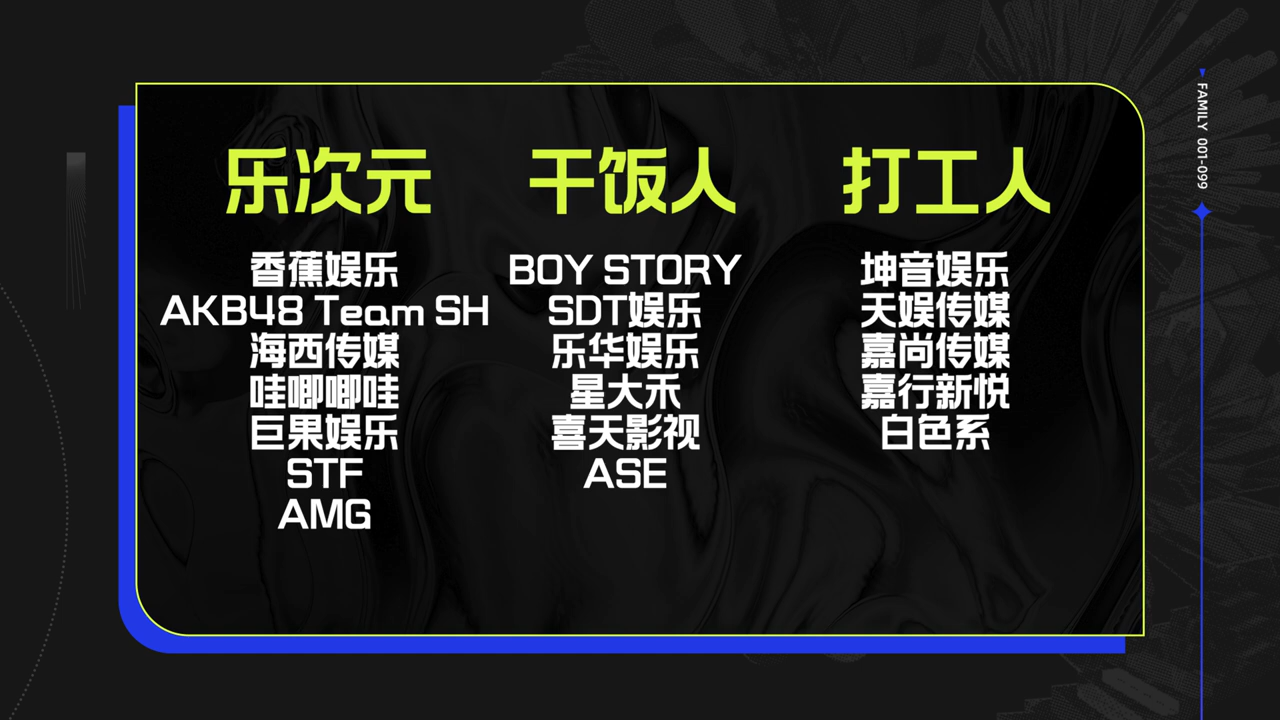 乐次元
香蕉娱乐
AKB48 Team SH
海西传媒
哇唧唧哇
巨果娱乐
STF
AMG
干饭人
BOY STORY
SDT娱乐
乐华娱乐
星大禾
喜天影视
ASE
打工人
坤音娱乐
天娱传媒
嘉尚传媒
嘉行新悦
白色系
FAMILY 001-099